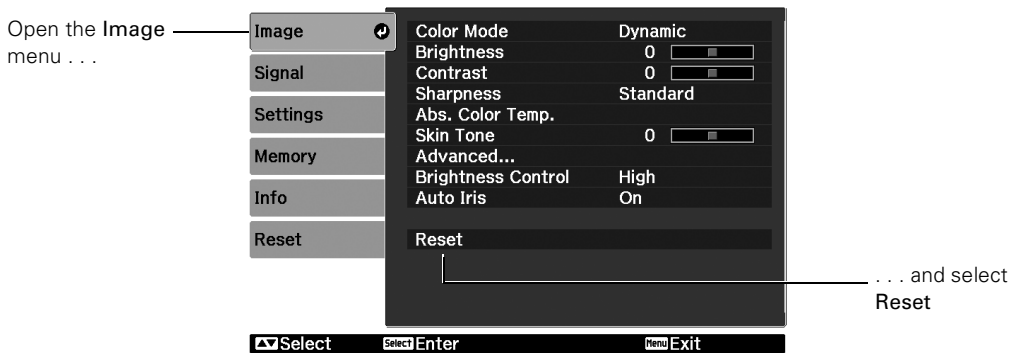 Open the Image
menu . . .
Image
Signal
Settings
Memory
Info
Reset
Color Mode Dynamic
Brightness 0
Contrast 0
Sharpness Standard
Abs. Color Temp.
Skin Tone 0
Advanced...
Brightness Control High
Auto Iris On
Reset
. . . and select
Reset
Select Select Enter Menu Exit